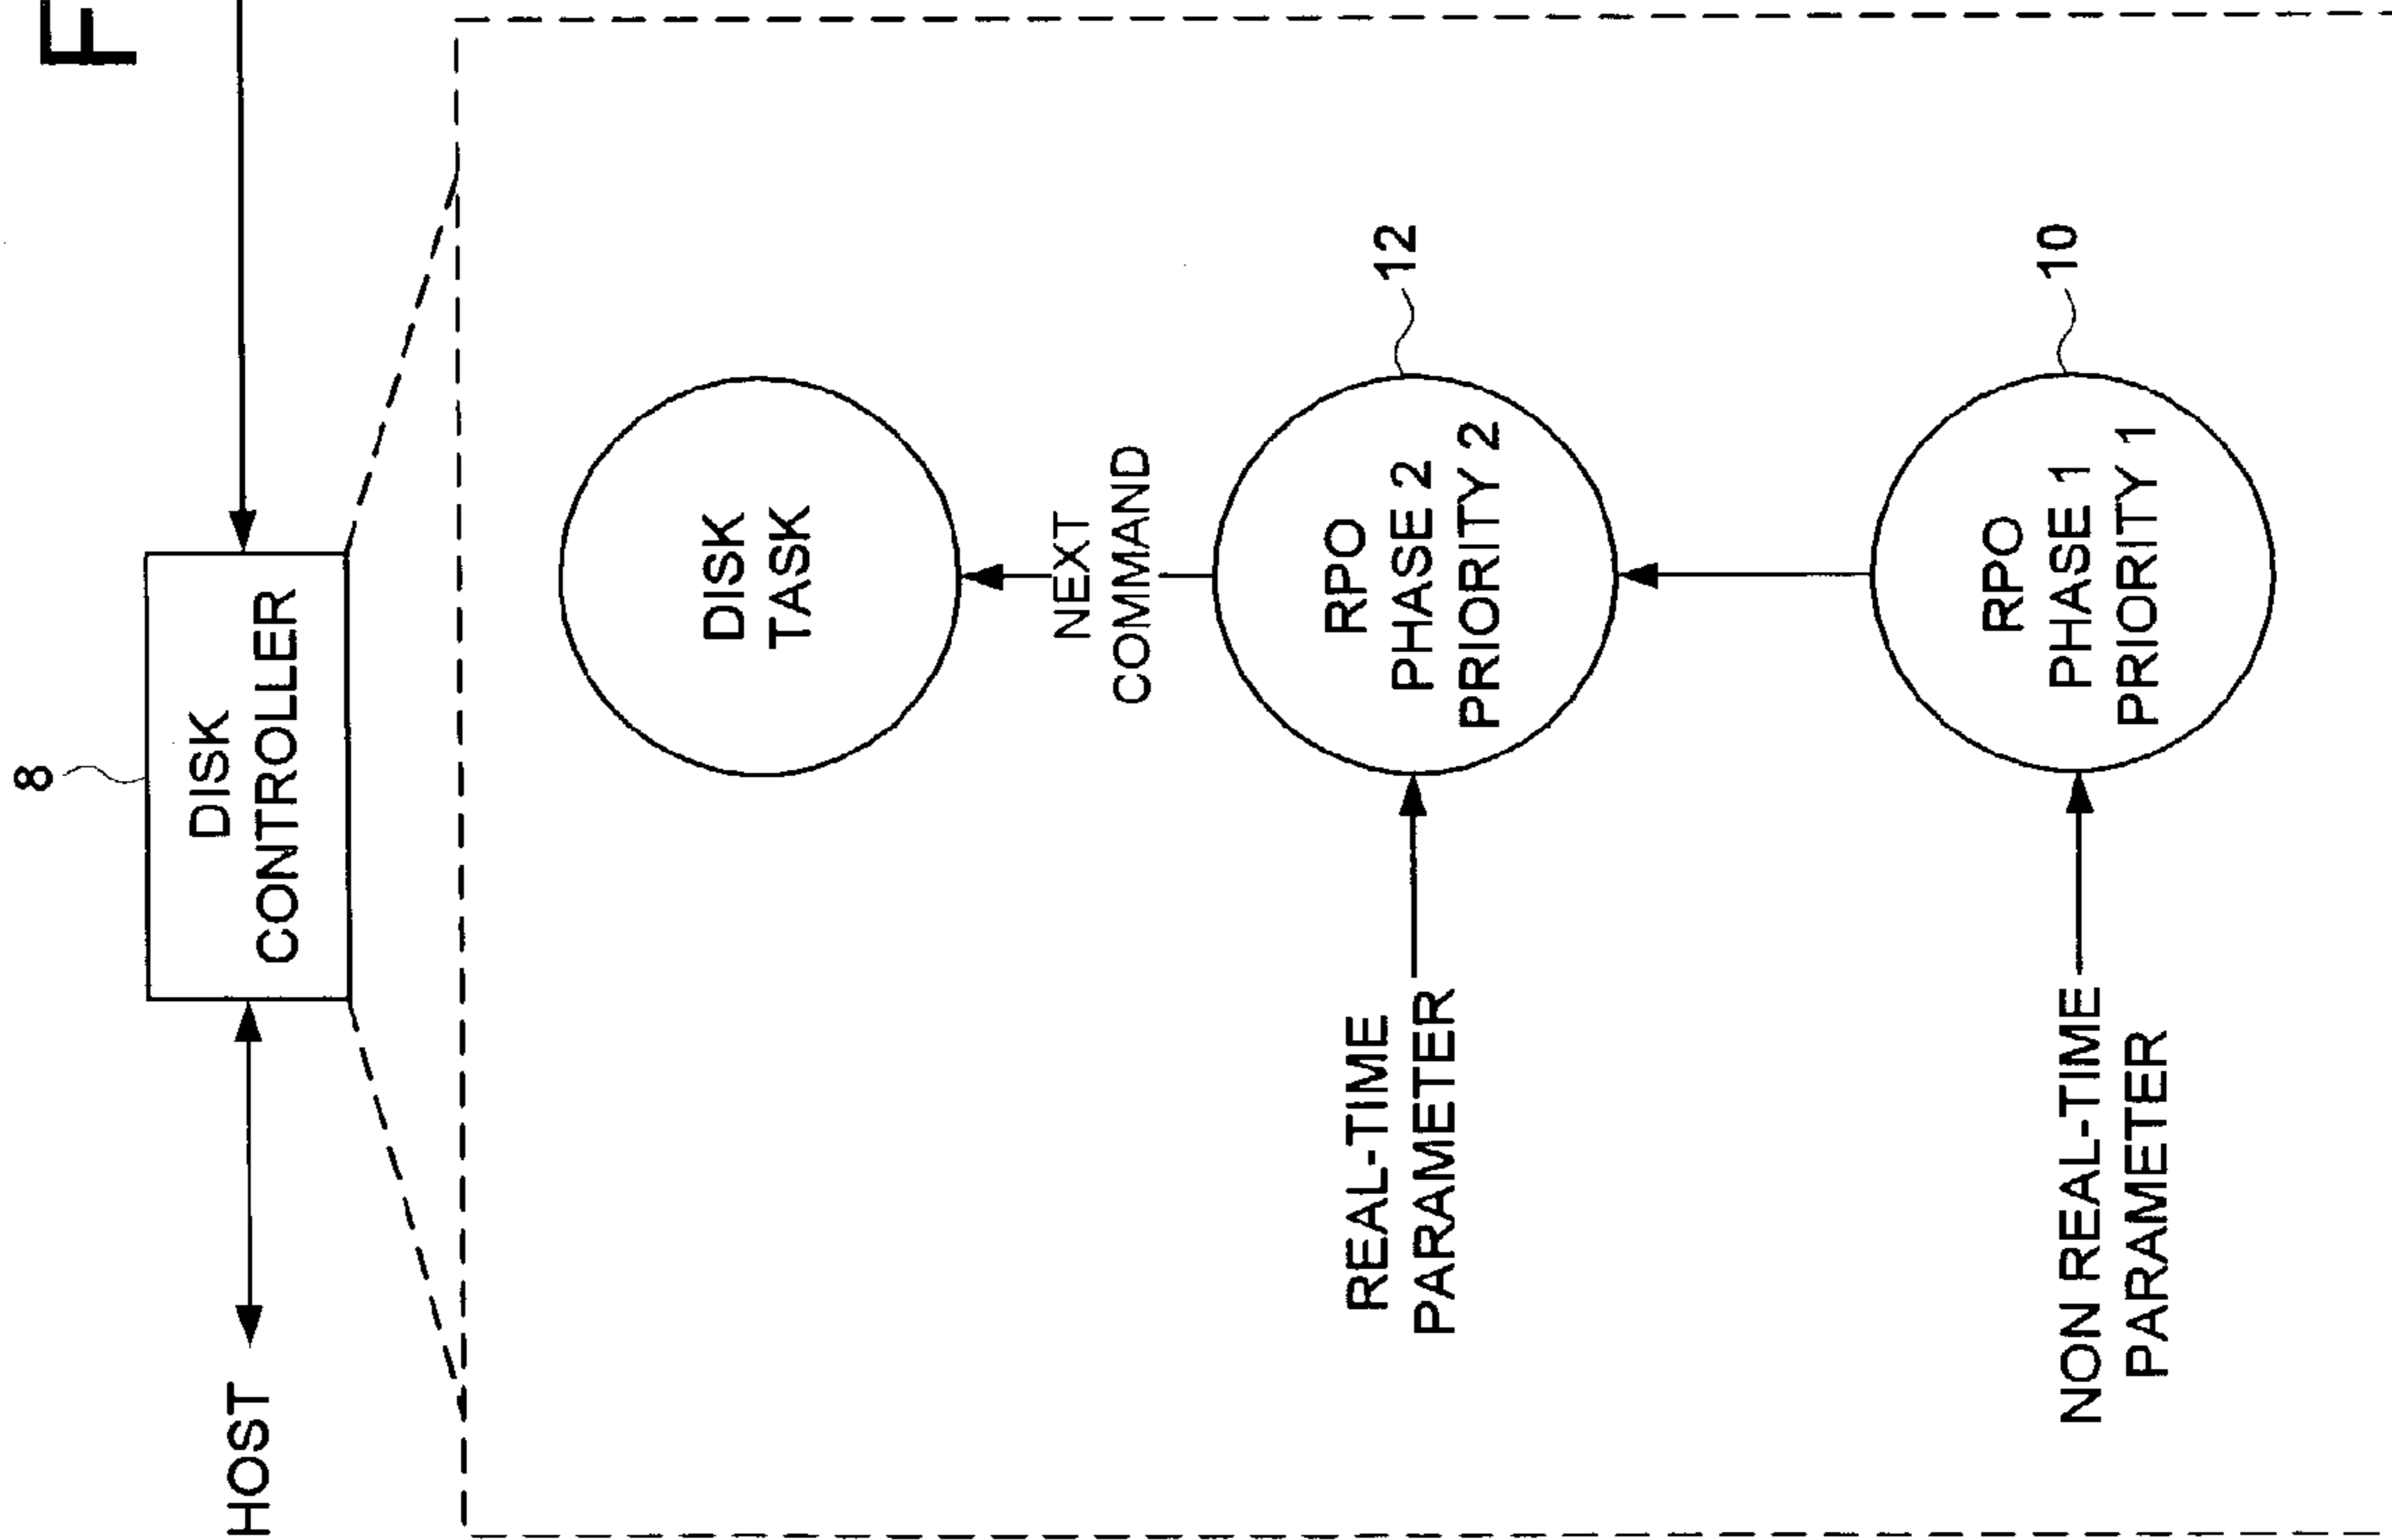 F
8
HOST
DISK
CONTROLLER
DISK
TASK
NEXT
COMMAND
12
REAL-TIME
PARAMETER
RPO
PHASE 2
PRIORITY 2
10
NON REAL-TIME
PARAMETER
RPO
PHASE 1
PRIORITY 1